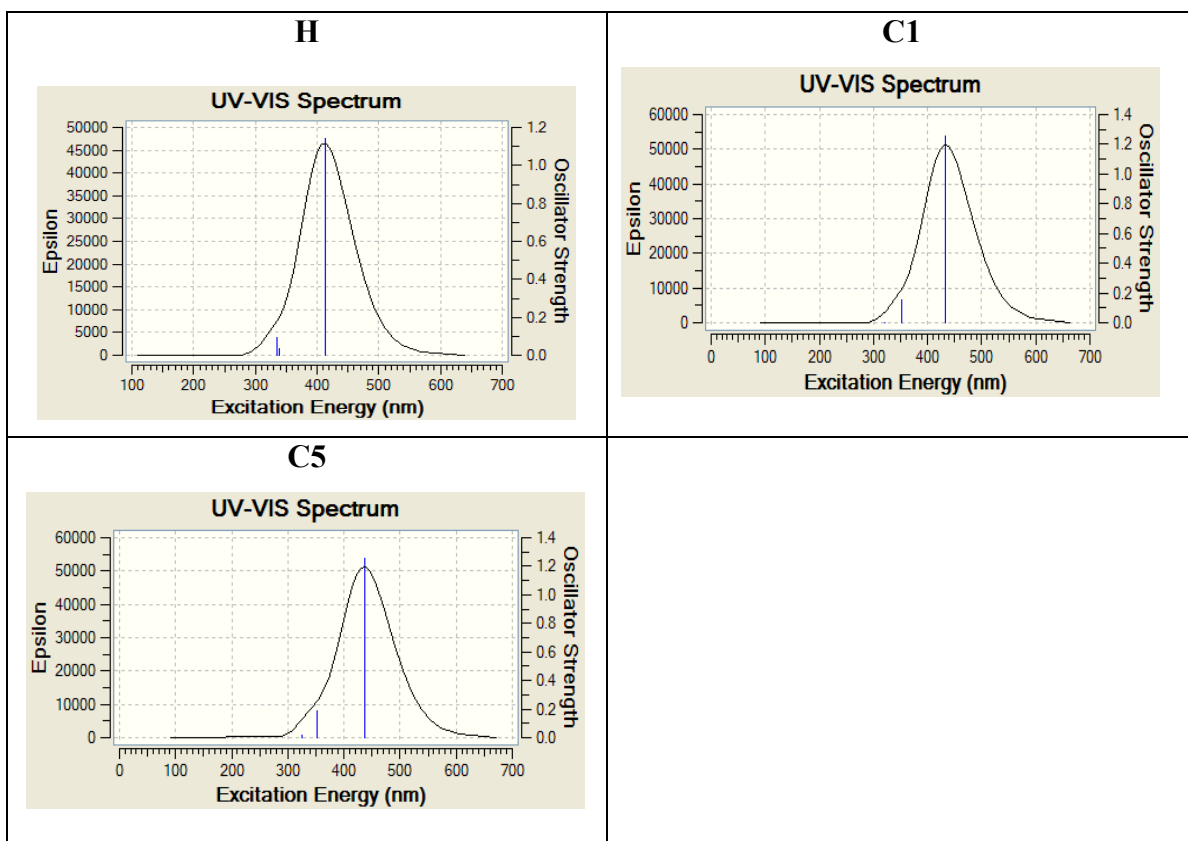 H
UV-VIS Spectrum
50000
45000
40000
35000
30000
25000
20000
15000
10000
5000
0
Epsilon
1.2
1.0
0.8
0.6
0.4
0.2
0.0
Oscillator Strength
100 200 300 400 500 600 700
Excitation Energy (nm)
C1
UV-VIS Spectrum
60000
50000
40000
30000
20000
10000
0
Epsilon
1.4
1.2
1.0
0.8
0.6
0.4
0.2
0.0
Oscillator Strength
0 100 200 300 400 500 600 700
Excitation Energy (nm)
C5
UV-VIS Spectrum
60000
50000
40000
30000
20000
10000
0
Epsilon
1.4
1.2
1.0
0.8
0.6
0.4
0.2
0.0
Oscillator Strength
0 100 200 300 400 500 600 700
Excitation Energy (nm)